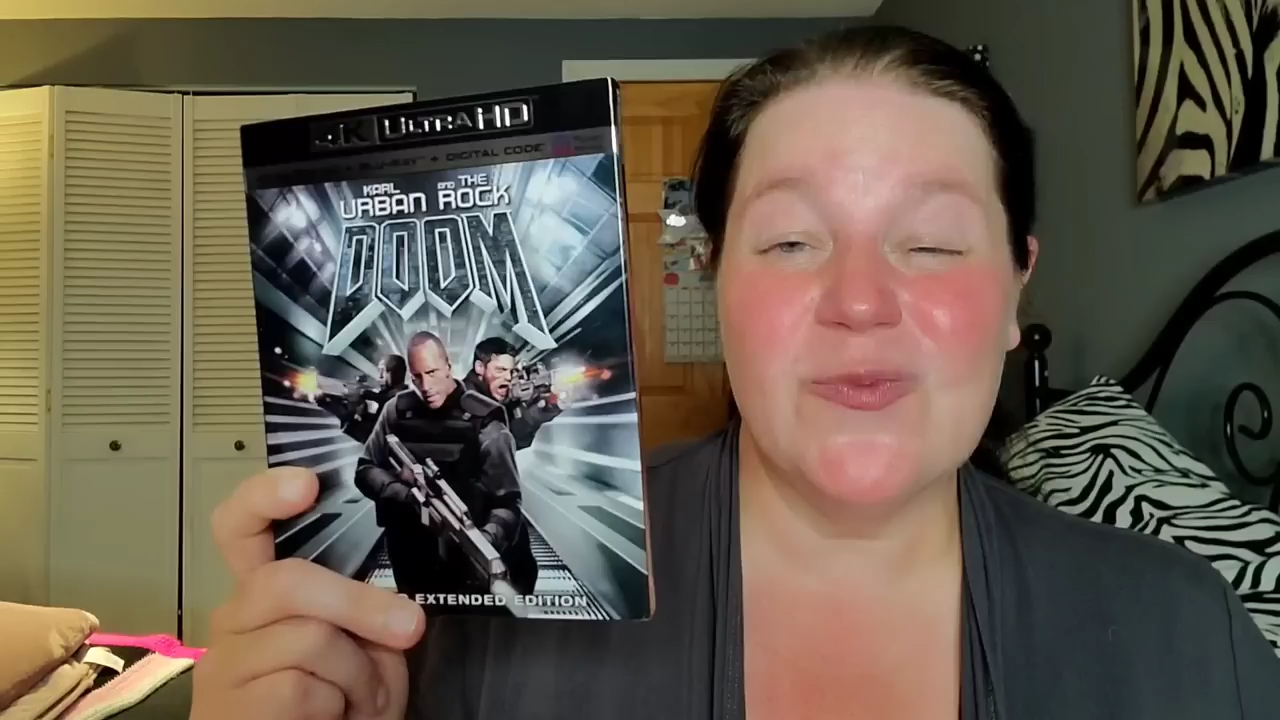 4K ULTRA HD
BLU-RAY + DIGITAL CODE
KARL AND THE
URBAN ROCK
DOOM
EXTENDED EDITION